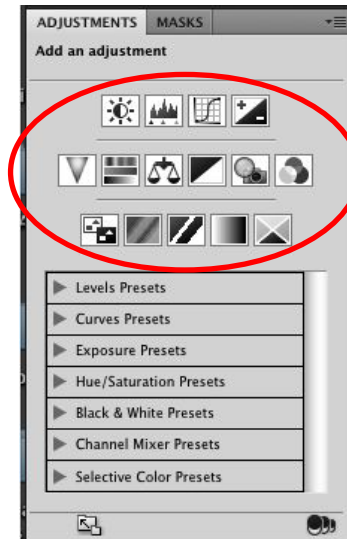 ADJUSTMENTS MASKS
Add an adjustment
Levels Presets
Curves Presets
Exposure Presets
Hue/Saturation Presets
Black & White Presets
Channel Mixer Presets
Selective Color Presets